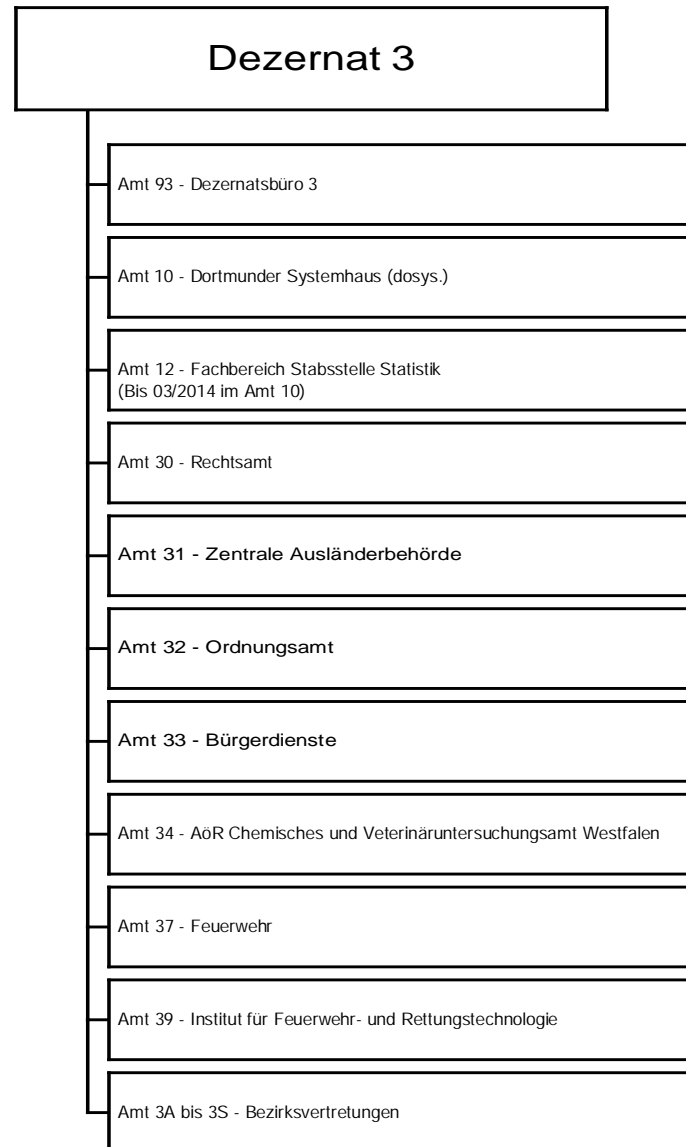 Dezernat 3
Amt 93 - Dezernatsbüro 3
Amt 10 - Dortmunder Systemhaus (dosys.)
Amt 12 - Fachbereich Stabsstelle Statistik
(Bis 03/2014 im Amt 10)
Amt 30 - Rechtsamt
Amt 31 - Zentrale Ausländerbehörde
Amt 32 - Ordnungsamt
Amt 33 - Bürgerdienste
Amt 34 - AöR Chemisches und Veterinäruntersuchungsamt Westfalen
Amt 37 - Feuerwehr
Amt 39 - Institut für Feuerwehr- und Rettungstechnologie
Amt 3A bis 3S - Bezirksvertretungen